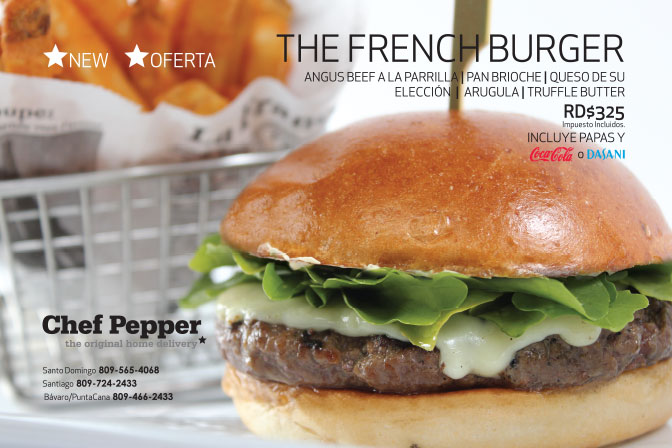 ★NEW ★OFERTA
THE FRENCH BURGER
ANGUS BEEF A LA PARRILLA | PAN BRIOCHE | QUESO DE SU
ELECCIÓN | ARUGULA | TRUFFLE BUTTER
RD$325
Impuesto Incluidos.
INCLUYE PAPAS Y
Coca-Cola o DASANI
Chef Pepper
the original home delivery★
Santo Domingo 809-565-4068
Santiago 809-724-2433
Bávaro/PuntaCana 809-466-2433